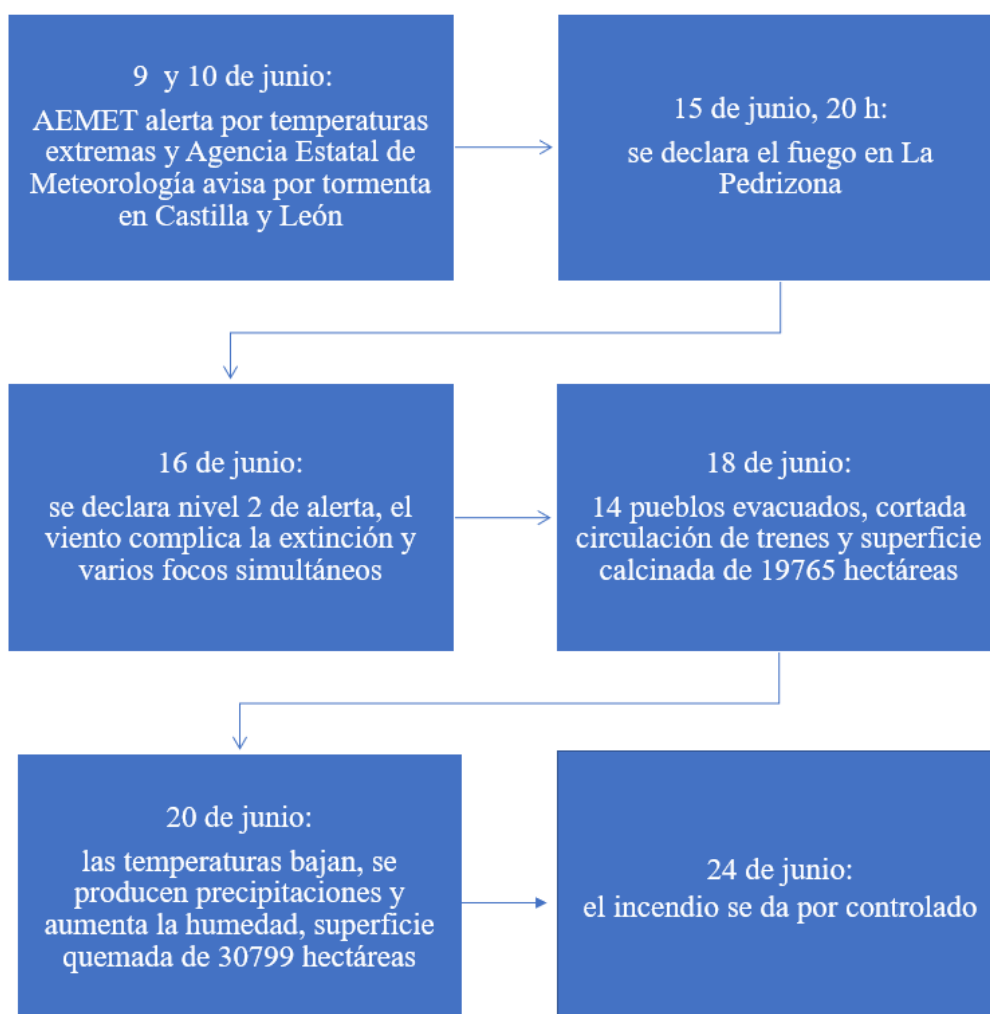 9 y 10 de junio:
AEMET alerta por temperaturas
extremas y Agencia Estatal de
Meteorología avisa por tormenta
en Castilla y León
15 de junio, 20 h:
se declara el fuego en La
Pedrizona
16 de junio:
se declara nivel 2 de alerta, el
viento complica la extinción y
varios focos simultáneos
18 de junio:
14 pueblos evacuados, cortada
circulación de trenes y superficie
calcinada de 19765 hectáreas
20 de junio:
las temperaturas bajan, se
producen precipitaciones y
aumenta la humedad, superficie
quemada de 30799 hectáreas
24 de junio:
el incendio se da por controlado